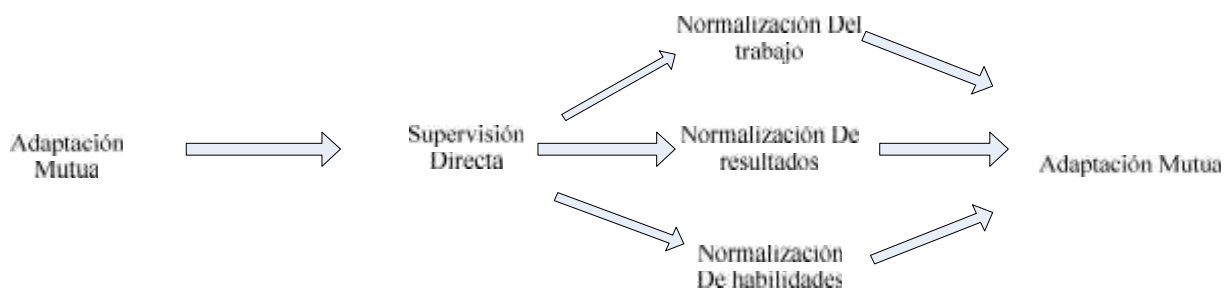 Adaptación
Mutua
Supervisión
Directa
Normalización Del
trabajo
Normalización De
resultados
Normalización
De habilidades
Adaptación Mutua